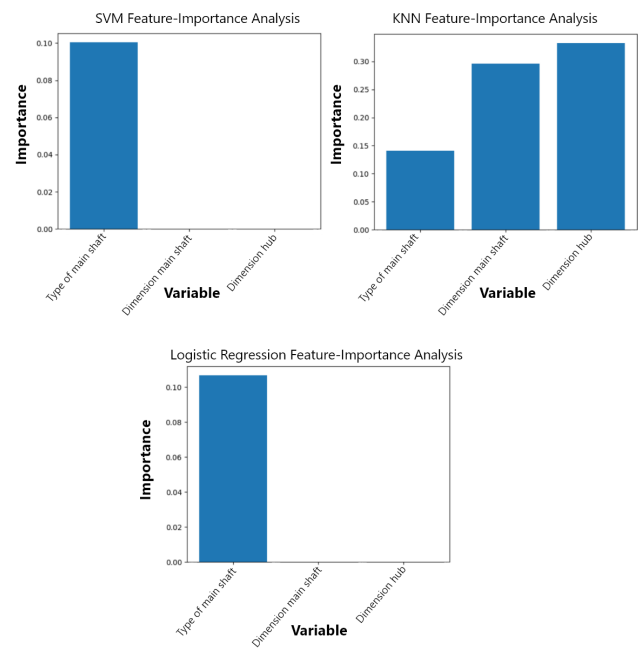 SVM Feature-Importance Analysis
Importance
0.10
0.08
0.06
0.04
0.02
0.00
Type of main shaft
Dimension main shaft
Dimension hub
Variable
KNN Feature-Importance Analysis
Importance
0.30
0.25
0.20
0.15
0.10
0.05
0.00
Type of main shaft
Dimension main shaft
Dimension hub
Variable
Logistic Regression Feature-Importance Analysis
Importance
0.10
0.08
0.06
0.04
0.02
0.00
Type of main shaft
Dimension main shaft
Dimension hub
Variable